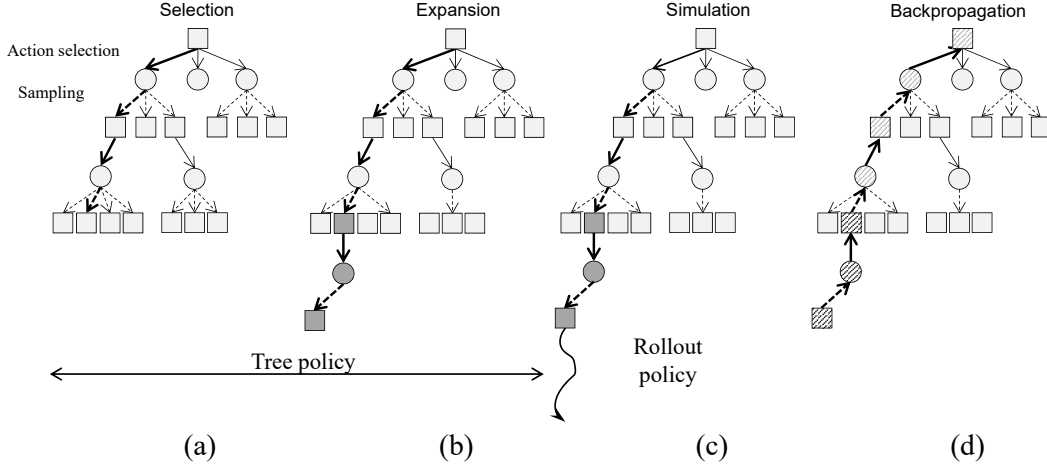 Selection
Expansion
Simulation
Backpropagation
Action selection
Sampling
Tree policy
Rollout
policy
(a)
(b)
(c)
(d)